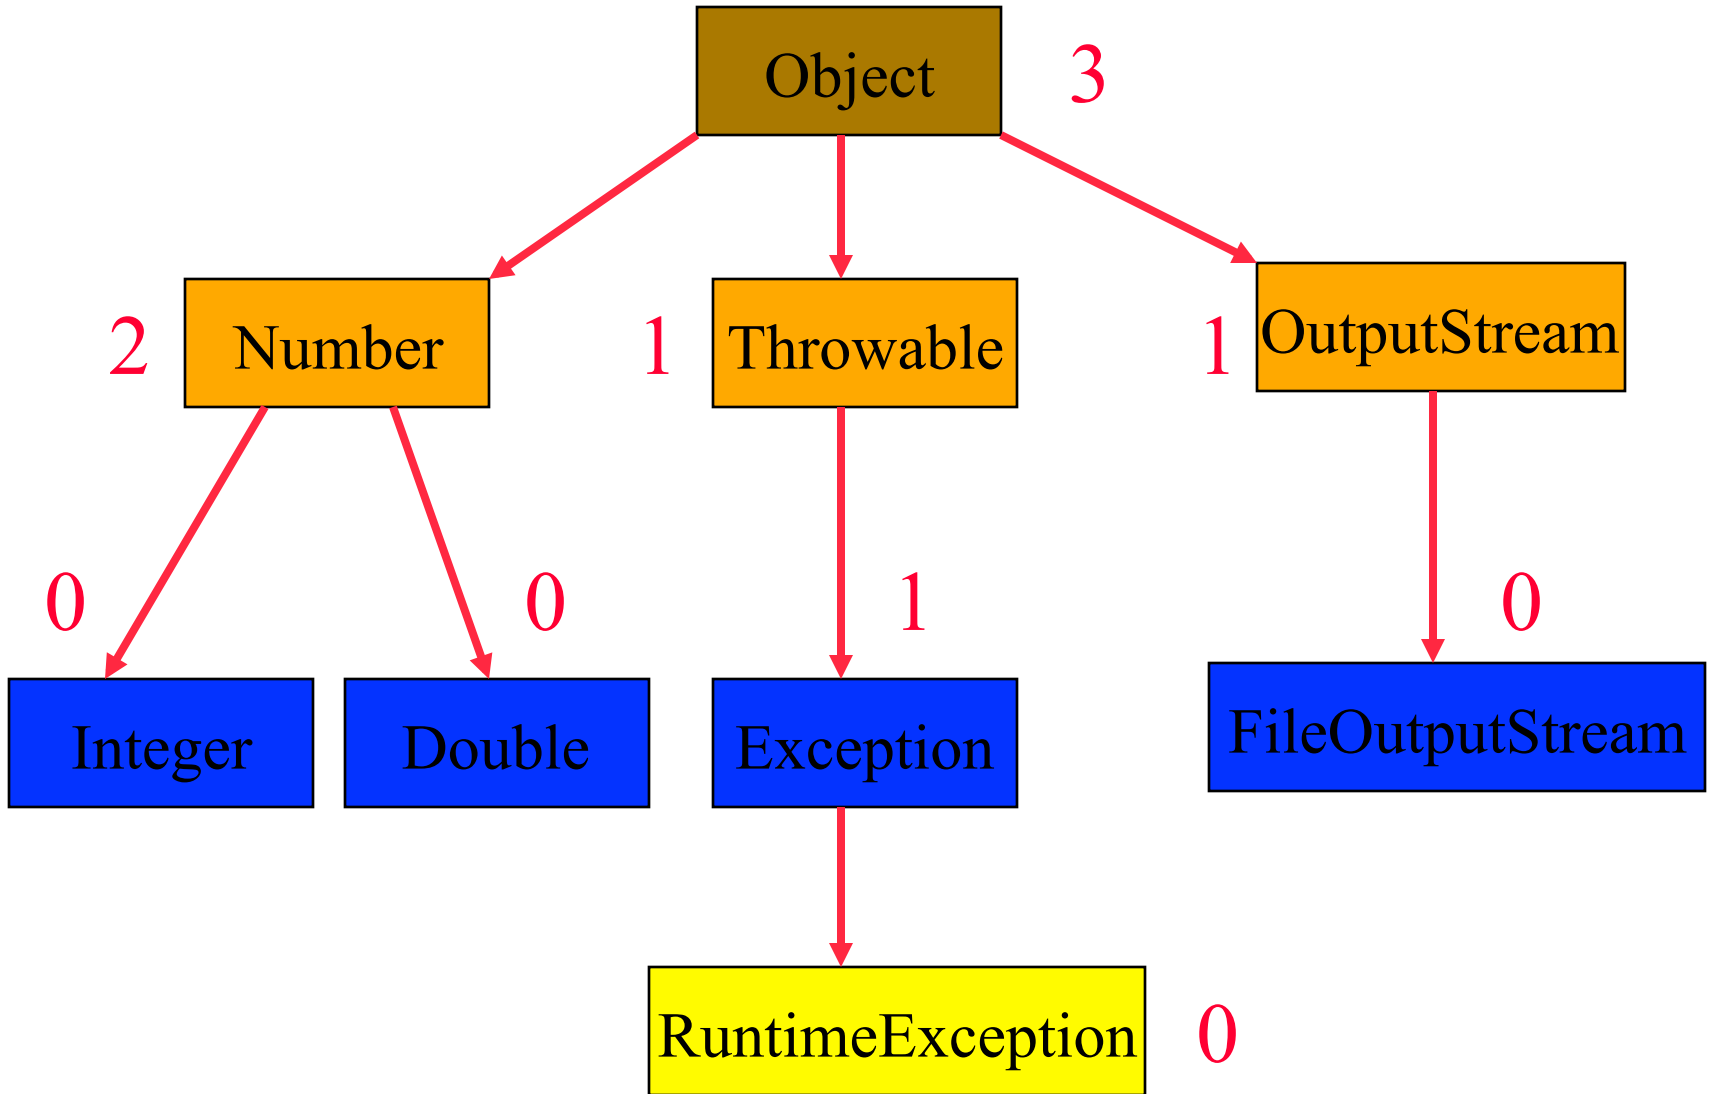 Object 3
2 Number 1 Throwable 1 OutputStream
0 0 1 0
Integer Double Exception FileOutputStream
RuntimeException 0